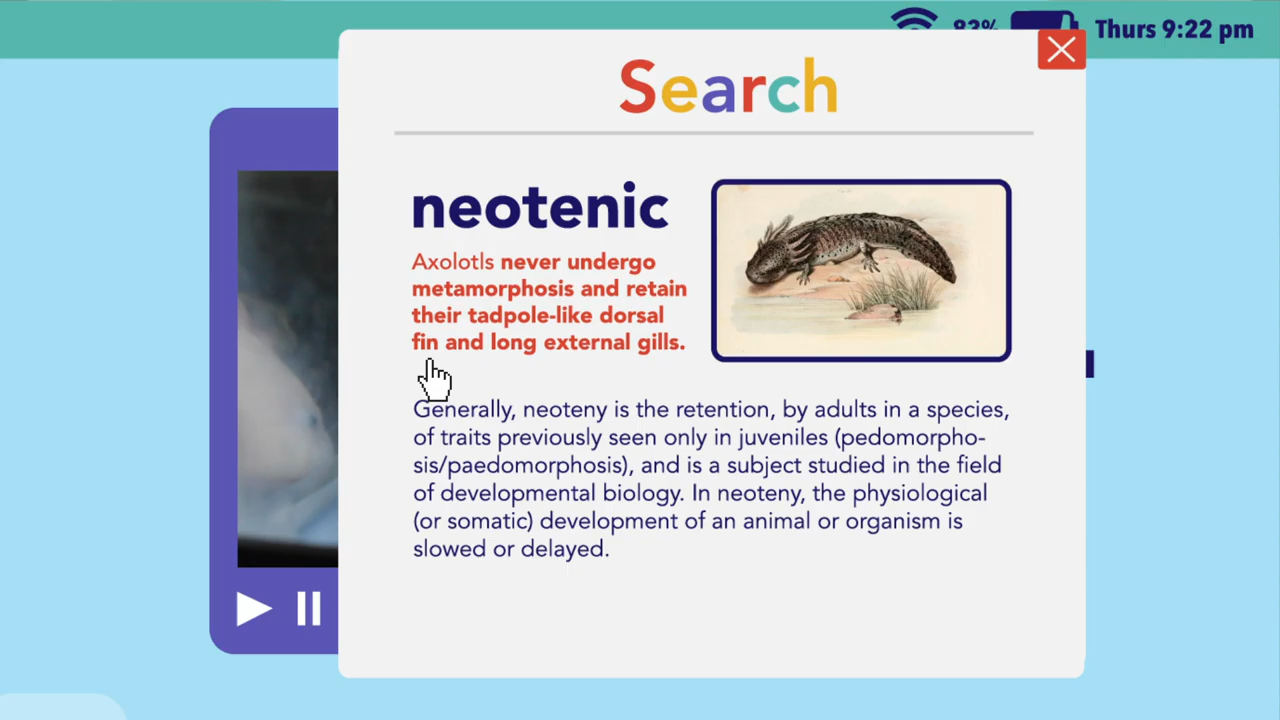 83%
Thurs 9:22 pm
Search
neotenic
Axolotls never undergo
metamorphosis and retain
their tadpole-like dorsal
fin and long external gills.
Generally, neoteny is the retention, by adults in a species,
of traits previously seen only in juveniles (pedomorpho-
sis/paedomorphosis), and is a subject studied in the field
of developmental biology. In neoteny, the physiological
(or somatic) development of an animal or organism is
slowed or delayed.